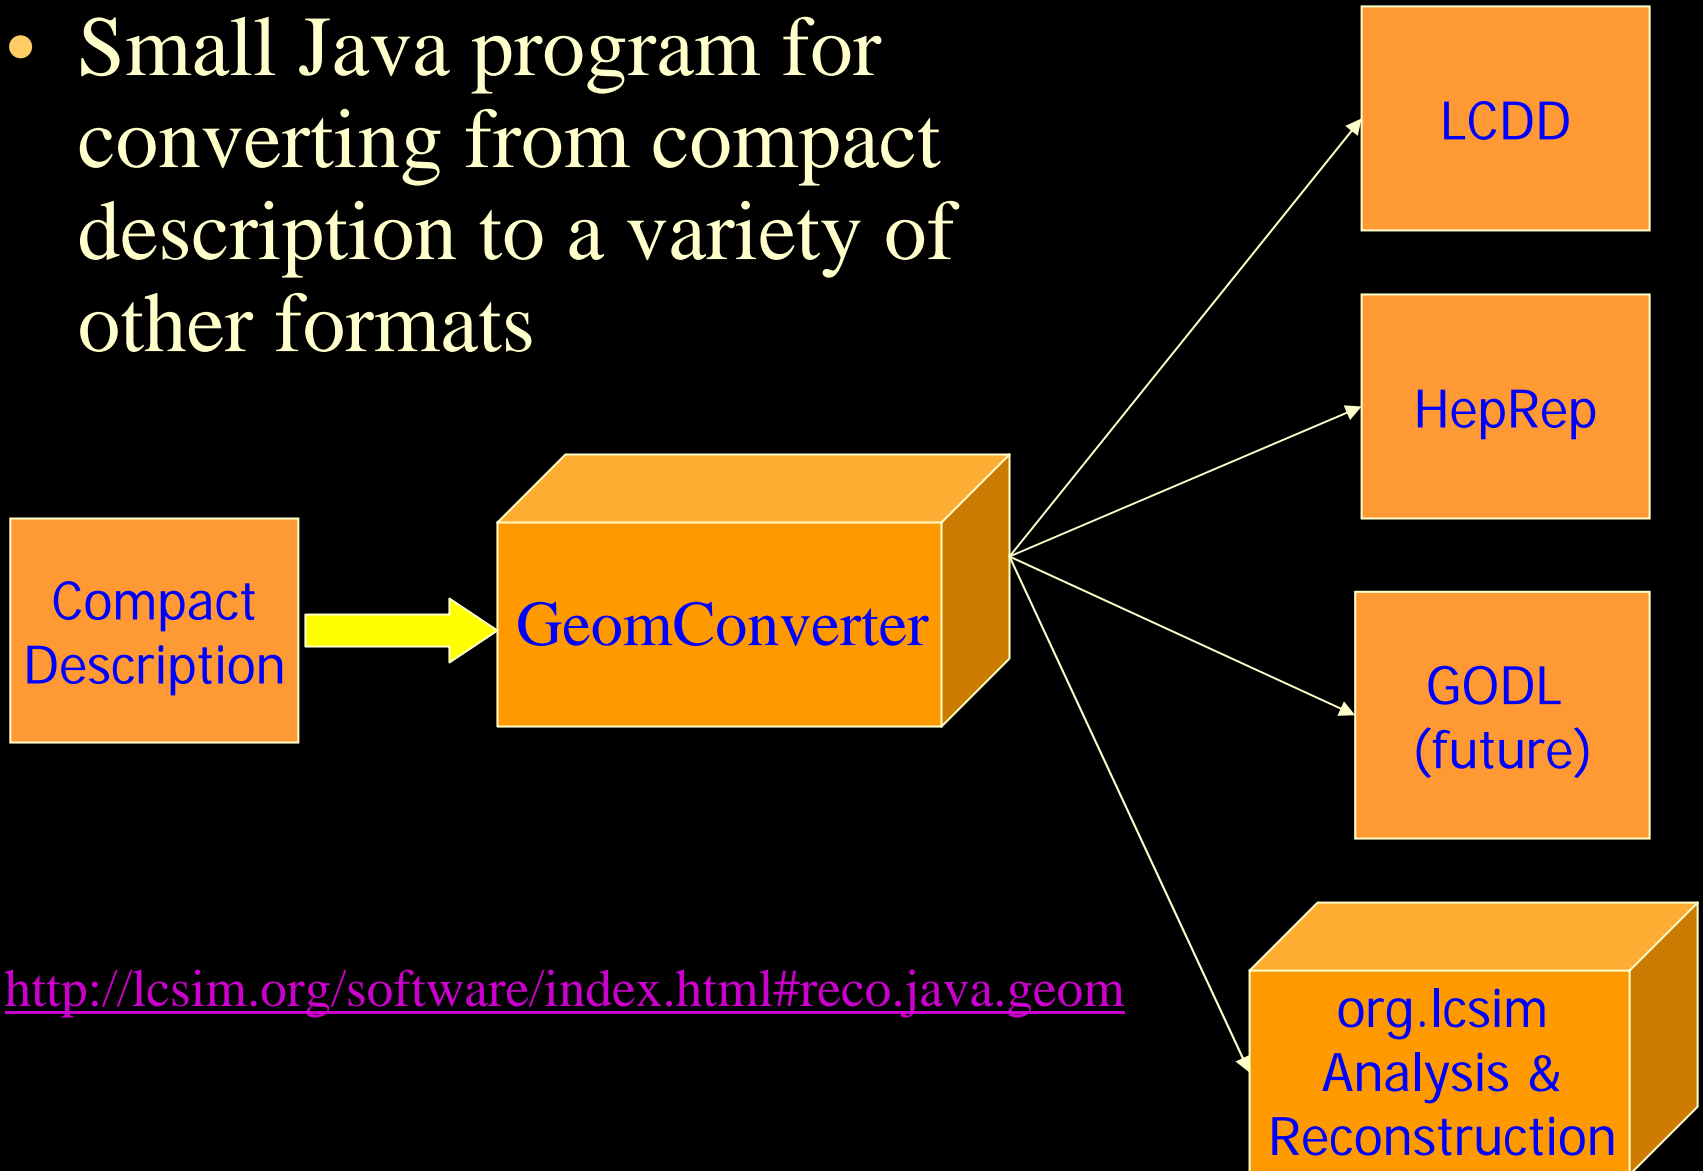 • Small Java program for
converting from compact
description to a variety of
other formats
LCDD
HepRep
Compact
Description
GeomConverter
GODL
(future)
http://lcsim.org/software/index.html#reco.java.geom
org.lcsim
Analysis &
Reconstruction